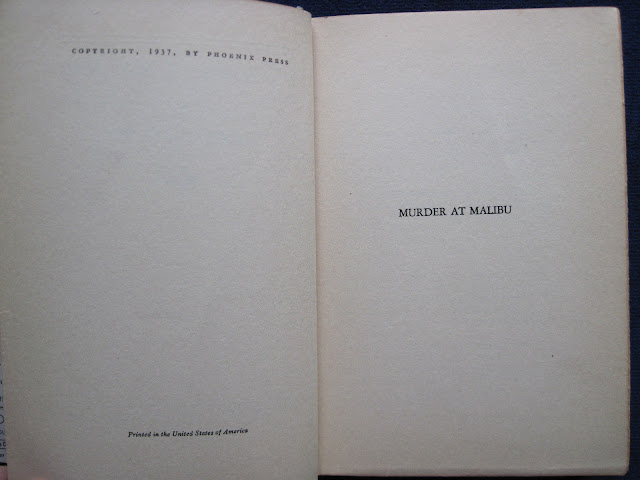 COPYRIGHT, 1937, BY PHOENIX PRESS
Printed in the United States of America
MURDER AT MALIBU